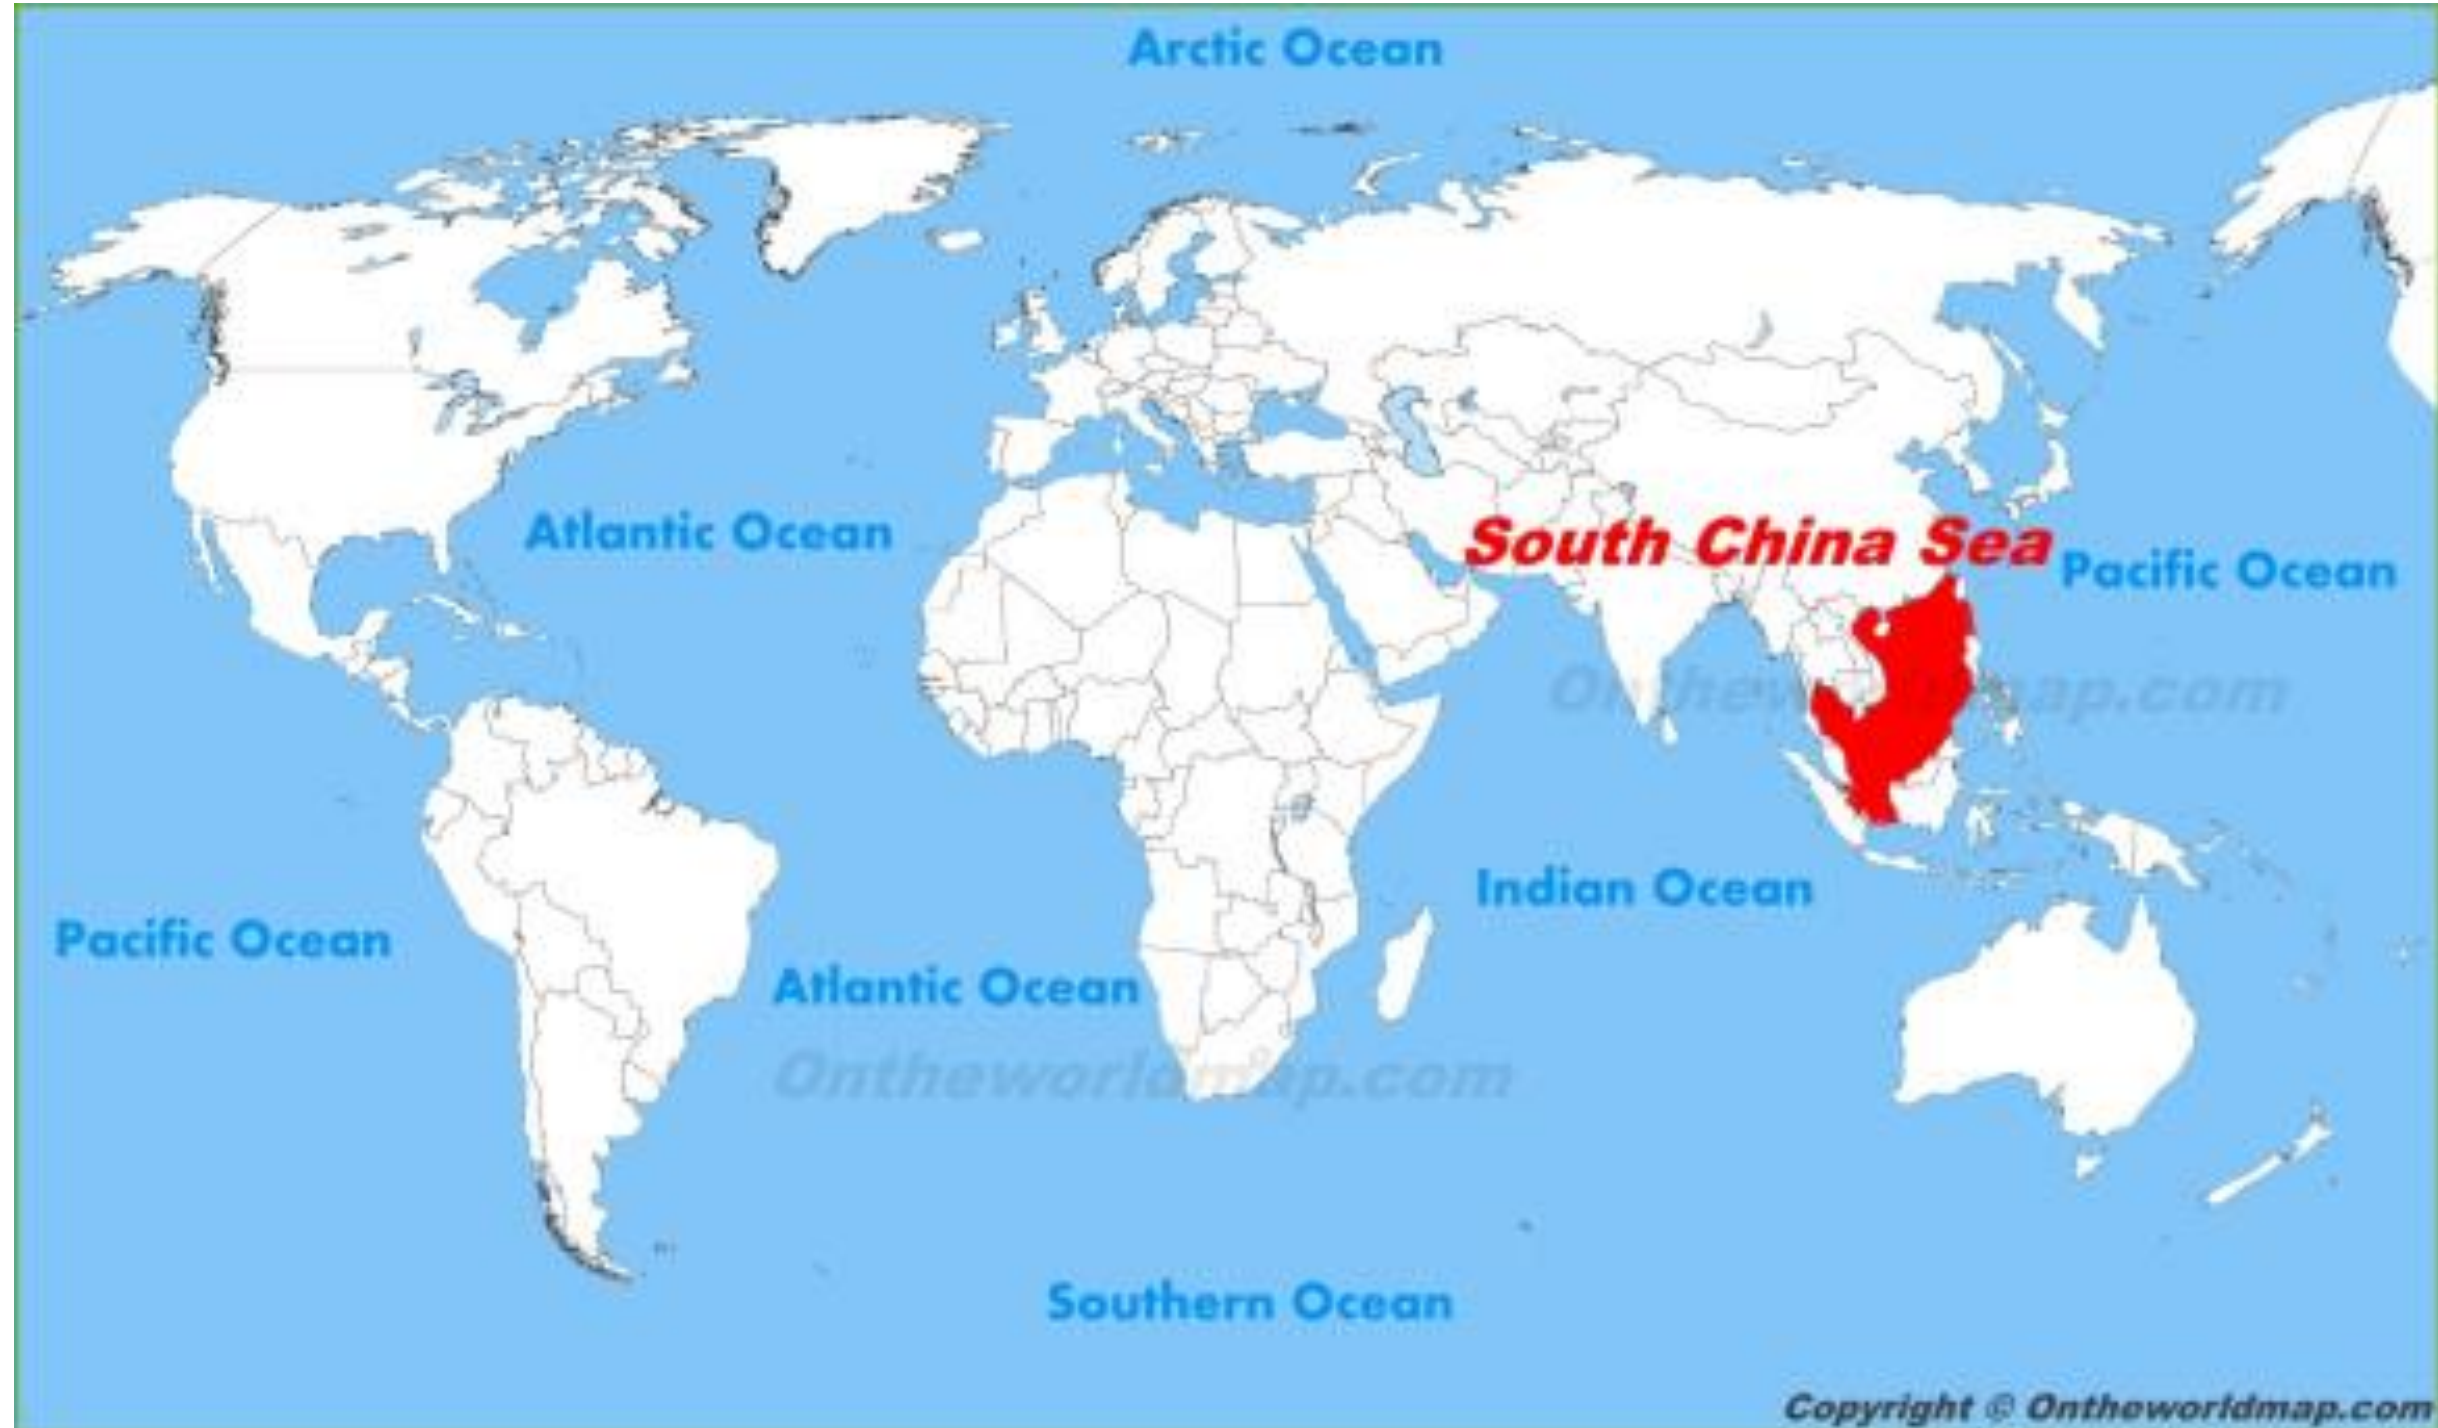 Arctic Ocean
Atlantic Ocean
South China Sea
Pacific Ocean
Ontheworldmap.com
Indian Ocean
Pacific Ocean
Atlantic Ocean
Ontheworldmap.com
Southern Ocean
Copyright © Ontheworldmap.com